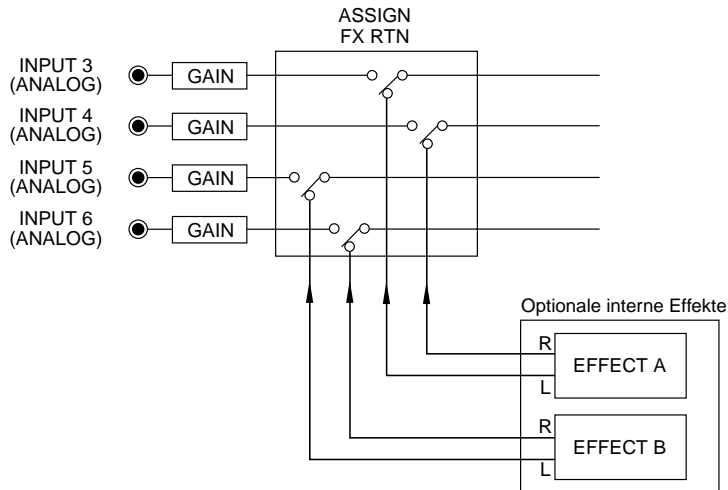 ASSIGN
FX RTN
INPUT 3
(ANALOG)
GAIN
INPUT 4
(ANALOG)
GAIN
INPUT 5
(ANALOG)
GAIN
INPUT 6
(ANALOG)
GAIN
Optionale interne Effekte
R
EFFECT A
L
R
EFFECT B
L